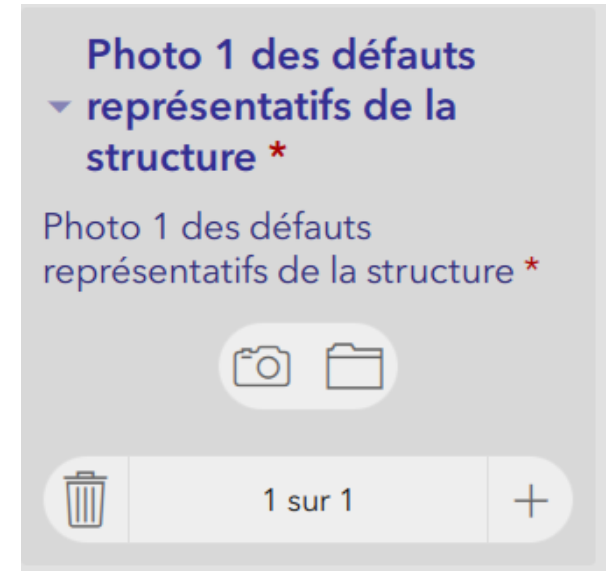 Photo 1 des défauts
représentatifs de la
structure *
Photo 1 des défauts
représentatifs de la structure *
1 sur 1